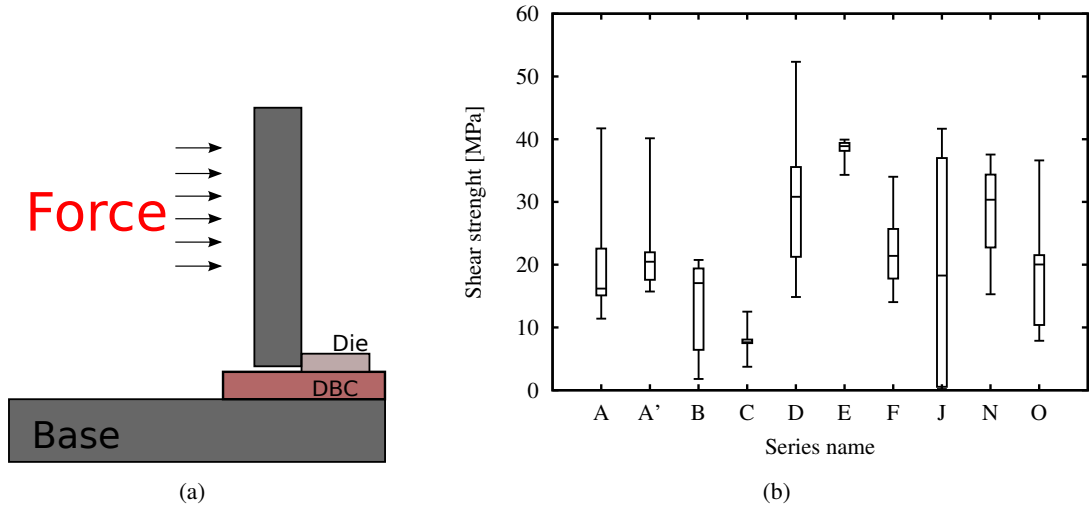 Force
Die
DBC
Base
(a)
Shear strenght [MPa]
60
50
40
30
20
10
0
A A' B C D E F J N O
Series name
(b)